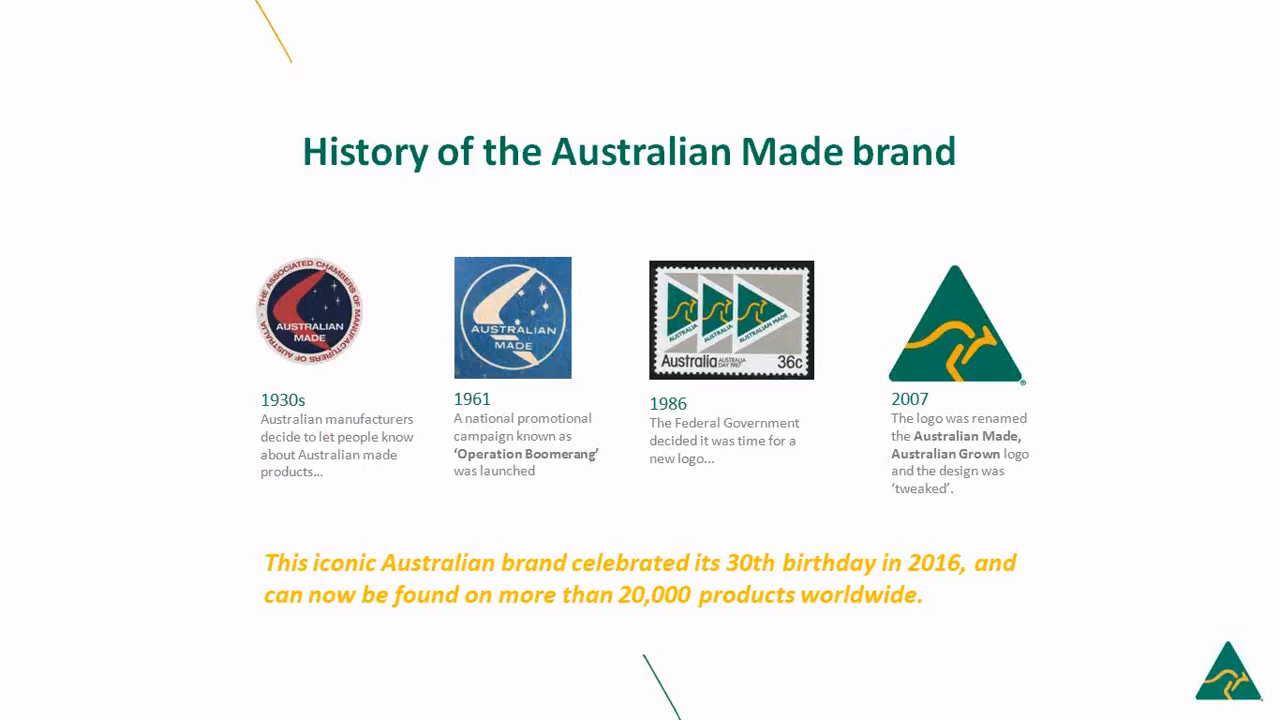 History of the Australian Made brand
THE ASSOCIATED CHAMBERS OF MANUFACTURERS OF AUSTRALIA
AUSTRALIAN
MADE
AUSTRALIAN
MADE
AUSTRALIAN
AUSTRALIAN
AUSTRALIAN MADE
Australia AUSTRALIA DAY 1987 36c
1930s
Australian manufacturers
decide to let people know
about Australian made
products...
1961
A national promotional
campaign known as
‘Operation Boomerang’
was launched
1986
The Federal Government
decided it was time for a
new logo...
2007
The logo was renamed
the Australian Made,
Australian Grown logo
and the design was
‘tweaked’.
This iconic Australian brand celebrated its 30th birthday in 2016, and
can now be found on more than 20,000 products worldwide.